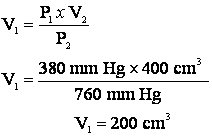 V₁ = P₁ x V₂ / P₂
V₁ = 380 mm Hg × 400 cm³ / 760 mm Hg
V₁ = 200 cm³